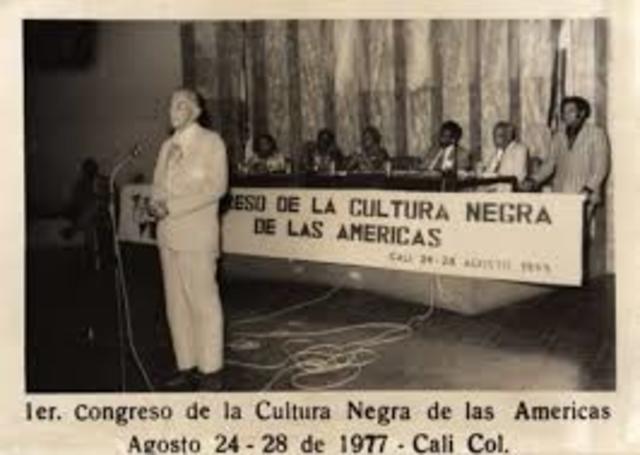 RESO DE LA CULTURA NEGRA
DE LAS AMERICAS
CALI 24-28 AGOSTO
1er. Congreso de la Cultura Negra de las Americas
Agosto 24 - 28 de 1977 - Cali Col.